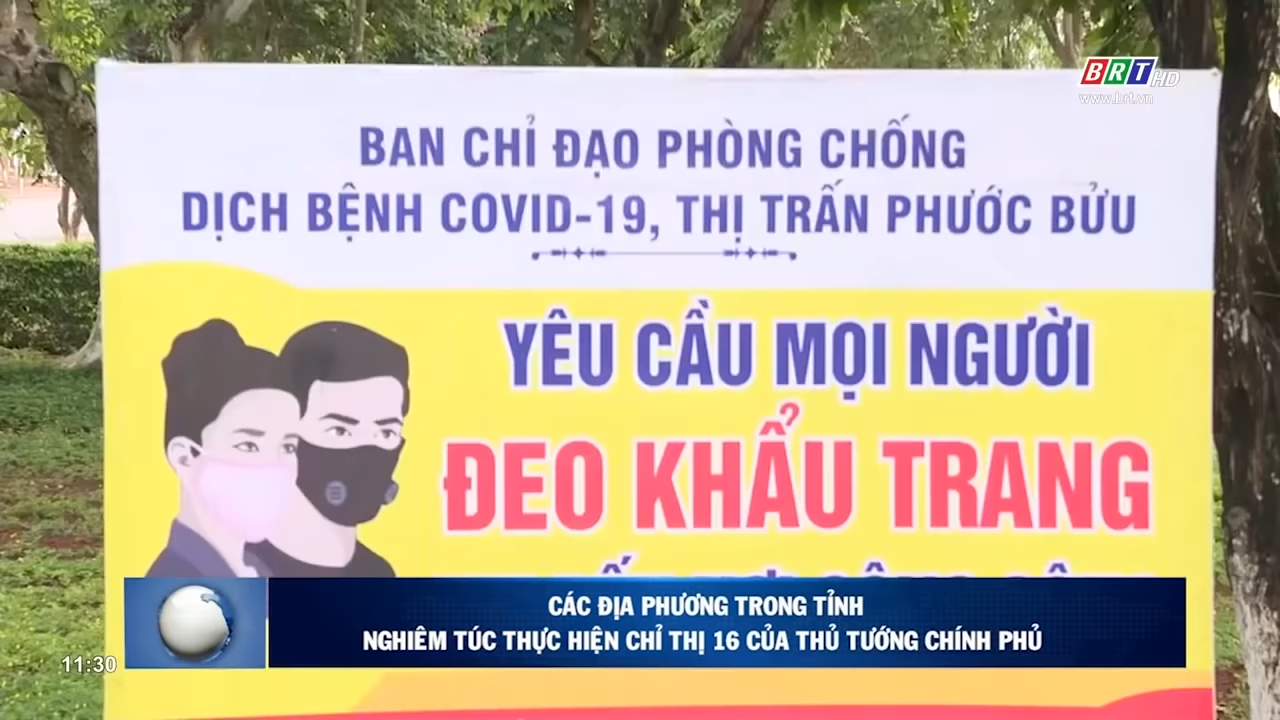 BRT HD
www.brt.vn
BAN CHỈ ĐẠO PHÒNG CHỐNG
DỊCH BỆNH COVID-19, THỊ TRẤN PHƯỚC BỬU
YÊU CẦU MỌI NGƯỜI
ĐEO KHẨU TRANG
CÁC ĐỊA PHƯƠNG TRONG TỈNH
NGHIÊM TÚC THỰC HIỆN CHỈ THỊ 16 CỦA THỦ TƯỚNG CHÍNH PHỦ
11:30